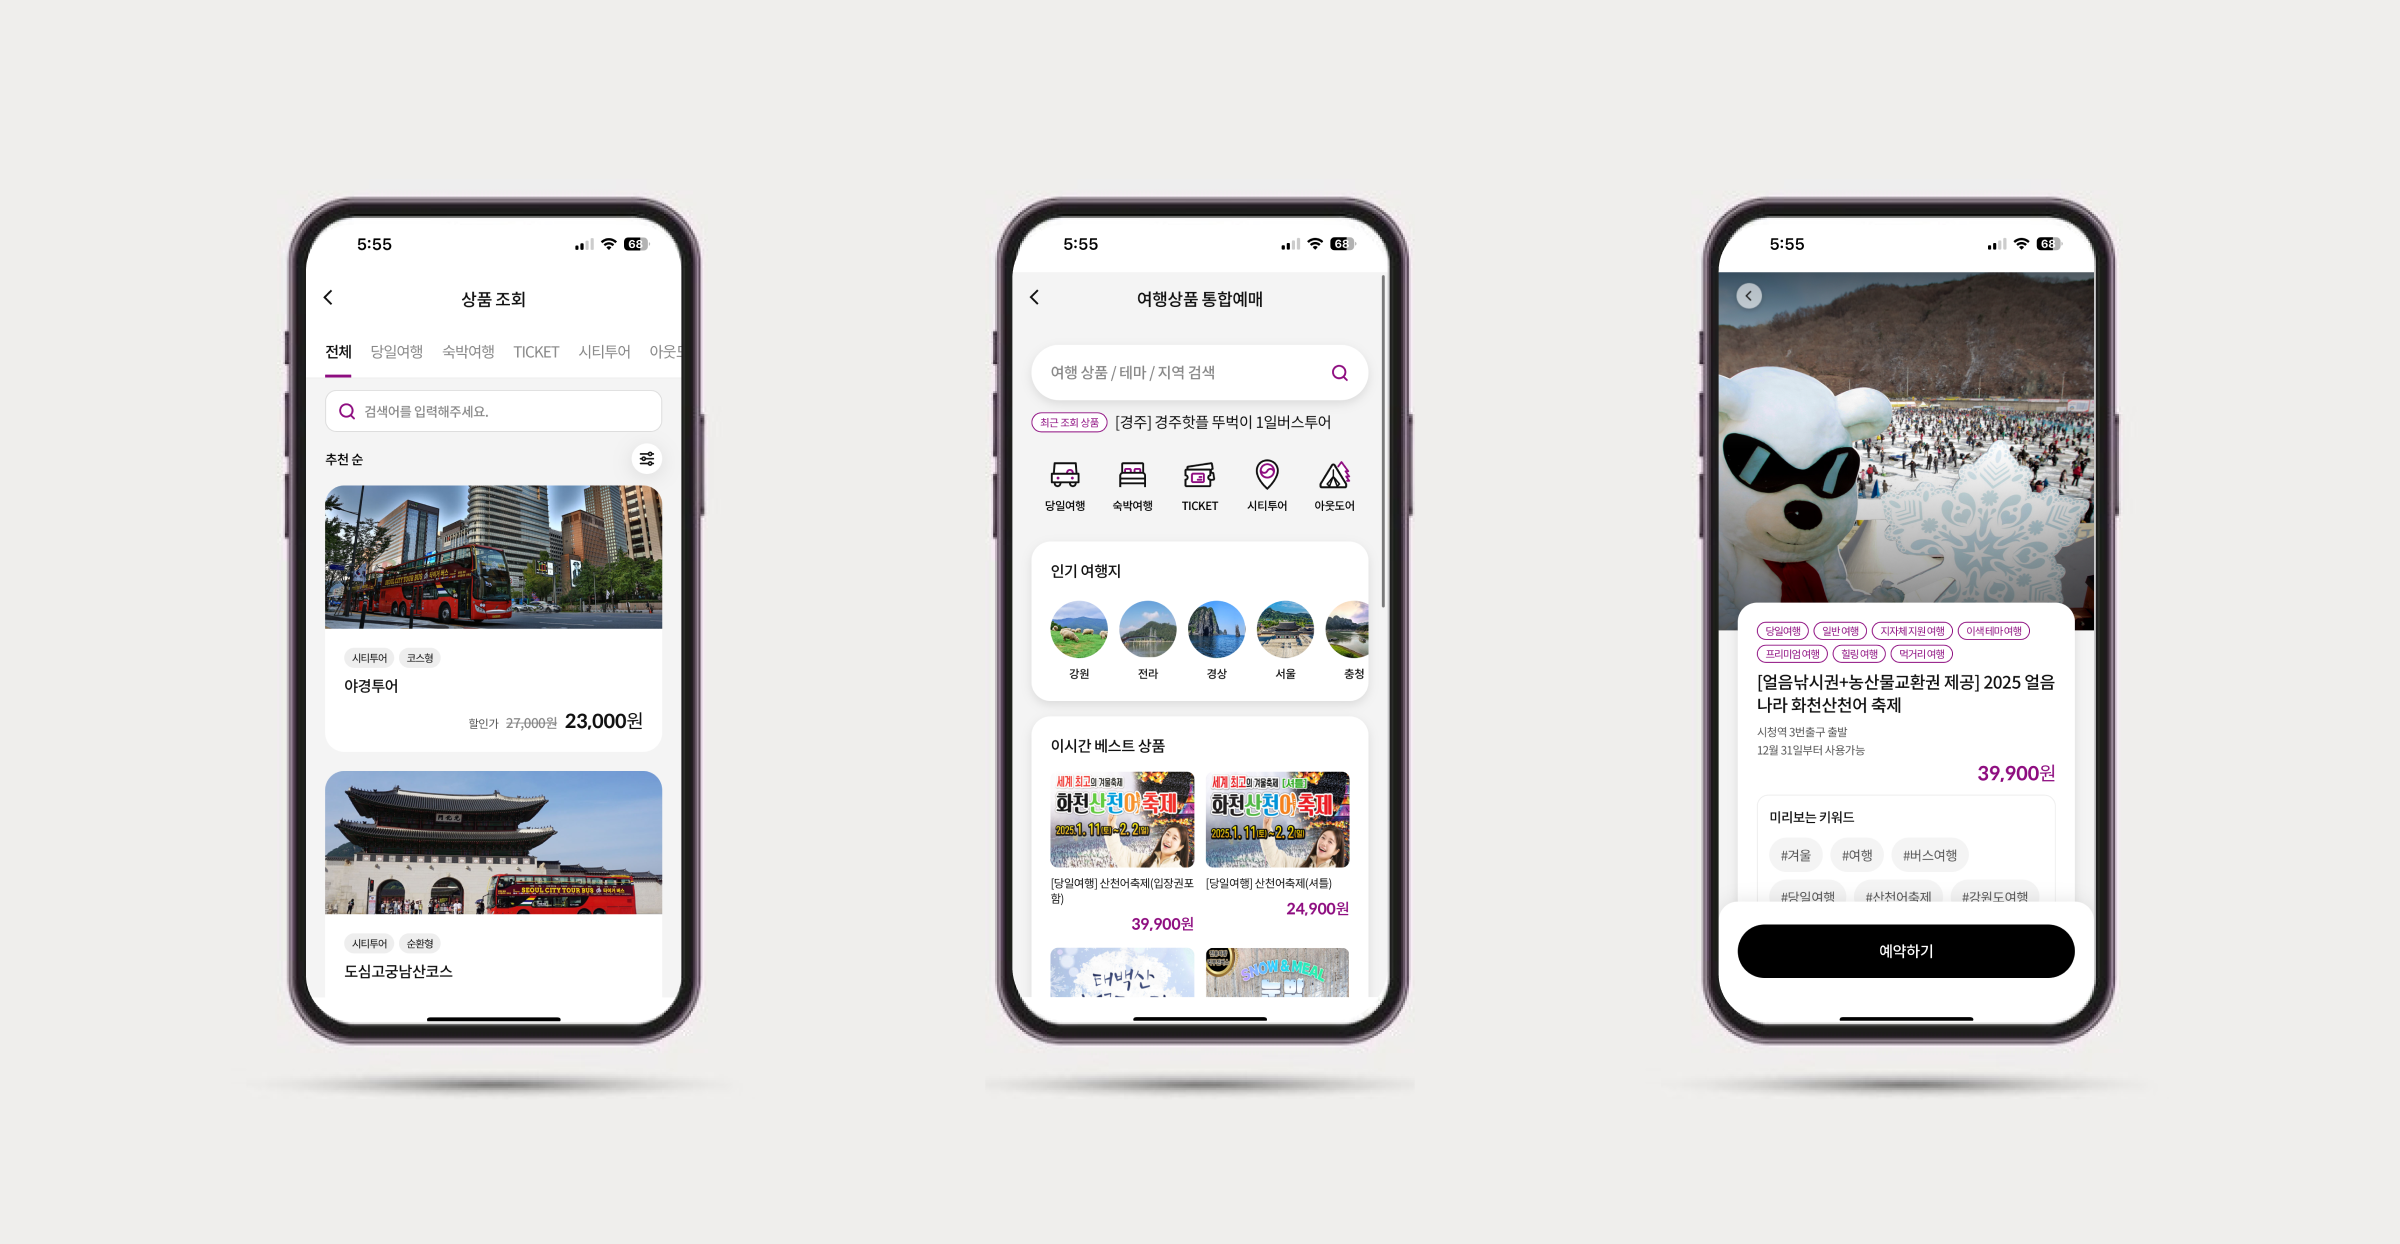 5:55
68
상품 조회
전체 당일여행 숙박여행 TICKET 시티투어 아웃도
검색어를 입력해주세요.
추천 순
SEOUL CITY TOUR BUS
시티투어 코스형
야경투어
할인가 27,000원 23,000원
SEOUL CITY TOUR BUS
시티투어 순환형
도심고궁남산코스
5:55
68
여행상품 통합예매
여행 상품 / 테마 / 지역 검색
최근 조회 상품 [경주] 경주핫플 뚜벅이 1일버스투어
당일여행 숙박여행 TICKET 시티투어 아웃도어
인기 여행지
강원 전라 경상 서울 충청
이시간 베스트 상품
세계 최고의 겨울축제
화천산천어축제
2025.1.11(토)~2.2(일)
세계 최고의 겨울축제 [셔틀]
화천산천어축제
2025.1.11(토)~2.2(일)
[당일여행] 산천어축제(입장권포
함)
39,900원
[당일여행] 산천어축제(셔틀)
24,900원
태백산
SNOW & MEAL
5:55
68
당일여행 일반여행 지자체지원여행 이색테마여행
프리미엄여행 힐링여행 먹거리여행
[얼음낚시권+농산물교환권 제공] 2025 얼음
나라 화천산천어 축제
시청역 3번출구 출발
12월 31일부터 사용가능
39,900원
미리보는 키워드
#겨울 #여행 #버스여행
#당일여행 #산천어축제 #강원도여행
예약하기